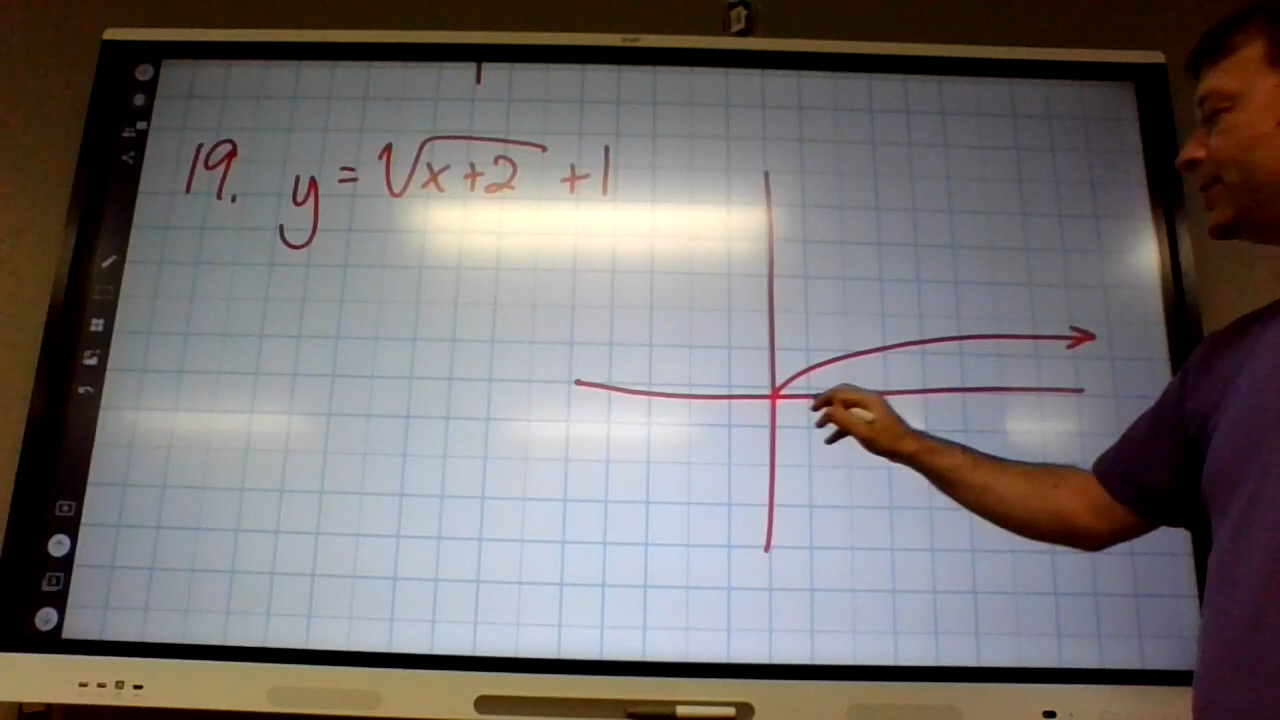 19. y = √x+2 +1